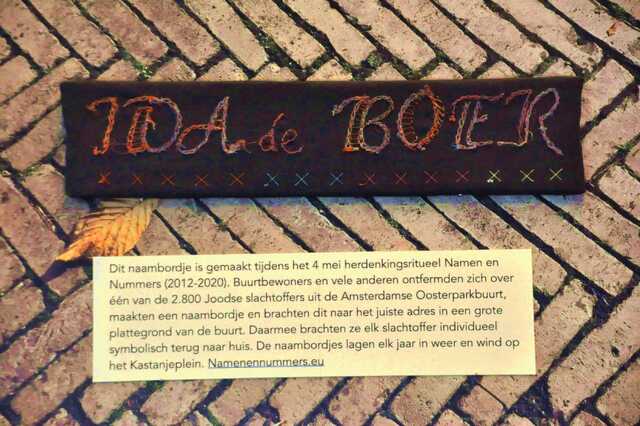 IDA de BOER
Dit naambordje is gemaakt tijdens het 4 mei herdenkingsritueel Namen en
Nummers (2012-2020). Buurtbewoners en vele anderen ontfermden zich over
één van de 2.800 Joodse slachtoffers uit de Amsterdamse Oosterparkbuurt,
maakten een naambordje en brachten dit naar het juiste adres in een grote
plattegrond van de buurt. Daarmee brachten ze elk slachtoffer individueel
symbolisch terug naar huis. De naambordjes lagen elk jaar in weer en wind op
het Kastanjeplein. Namenennummers.eu